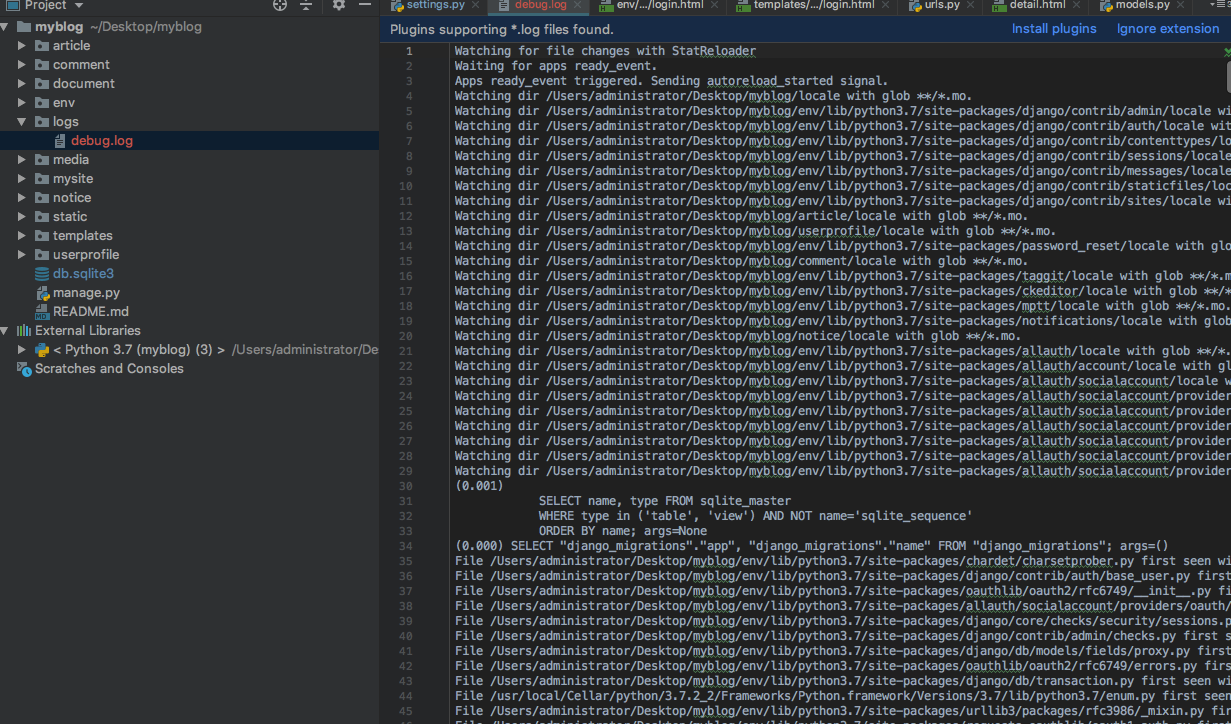 Project
settings.py
debug.log
env/.../login.html
templates/.../login.html
urls.py
detail.html
models.py
myblog ~/Desktop/myblog
article
comment
document
env
logs
debug.log
media
mysite
notice
static
templates
userprofile
db.sqlite3
manage.py
README.md
External Libraries
< Python 3.7 (myblog) (3) > /Users/administrator/De
Scratches and Consoles
Plugins supporting *.log files found.
Install plugins
Ignore extension
1 Watching for file changes with StatReloader
2 Waiting for apps ready_event.
3 Apps ready_event triggered. Sending autoreload_started signal.
4 Watching dir /Users/administrator/Desktop/myblog/locale with glob **/*.mo.
5 Watching dir /Users/administrator/Desktop/myblog/env/lib/python3.7/site-packages/django/contrib/admin/locale wi
6 Watching dir /Users/administrator/Desktop/myblog/env/lib/python3.7/site-packages/django/contrib/auth/locale wit
7 Watching dir /Users/administrator/Desktop/myblog/env/lib/python3.7/site-packages/django/contrib/contenttypes/lo
8 Watching dir /Users/administrator/Desktop/myblog/env/lib/python3.7/site-packages/django/contrib/sessions/locale
9 Watching dir /Users/administrator/Desktop/myblog/env/lib/python3.7/site-packages/django/contrib/messages/locale
10 Watching dir /Users/administrator/Desktop/myblog/env/lib/python3.7/site-packages/django/contrib/staticfiles/loc
11 Watching dir /Users/administrator/Desktop/myblog/env/lib/python3.7/site-packages/django/contrib/sites/locale wi
12 Watching dir /Users/administrator/Desktop/myblog/article/locale with glob **/*.mo.
13 Watching dir /Users/administrator/Desktop/myblog/userprofile/locale with glob **/*.mo.
14 Watching dir /Users/administrator/Desktop/myblog/env/lib/python3.7/site-packages/password_reset/locale with glo
15 Watching dir /Users/administrator/Desktop/myblog/comment/locale with glob **/*.mo.
16 Watching dir /Users/administrator/Desktop/myblog/env/lib/python3.7/site-packages/taggit/locale with glob **/*.m
17 Watching dir /Users/administrator/Desktop/myblog/env/lib/python3.7/site-packages/ckeditor/locale with glob **/*
18 Watching dir /Users/administrator/Desktop/myblog/env/lib/python3.7/site-packages/mptt/locale with glob **/*.mo.
19 Watching dir /Users/administrator/Desktop/myblog/env/lib/python3.7/site-packages/notifications/locale with glob
20 Watching dir /Users/administrator/Desktop/myblog/notice/locale with glob **/*.mo.
21 Watching dir /Users/administrator/Desktop/myblog/env/lib/python3.7/site-packages/allauth/locale with glob **/*.
22 Watching dir /Users/administrator/Desktop/myblog/env/lib/python3.7/site-packages/allauth/account/locale with gl
23 Watching dir /Users/administrator/Desktop/myblog/env/lib/python3.7/site-packages/allauth/socialaccount/locale w
24 Watching dir /Users/administrator/Desktop/myblog/env/lib/python3.7/site-packages/allauth/socialaccount/provider
25 Watching dir /Users/administrator/Desktop/myblog/env/lib/python3.7/site-packages/allauth/socialaccount/provider
26 Watching dir /Users/administrator/Desktop/myblog/env/lib/python3.7/site-packages/allauth/socialaccount/provider
27 Watching dir /Users/administrator/Desktop/myblog/env/lib/python3.7/site-packages/allauth/socialaccount/provider
28 Watching dir /Users/administrator/Desktop/myblog/env/lib/python3.7/site-packages/allauth/socialaccount/provider
29 Watching dir /Users/administrator/Desktop/myblog/env/lib/python3.7/site-packages/allauth/socialaccount/provider
30 (0.001)
31 SELECT name, type FROM sqlite_master
32 WHERE type in ('table', 'view') AND NOT name='sqlite_sequence'
33 ORDER BY name; args=None
34 (0.000) SELECT "django_migrations"."app", "django_migrations"."name" FROM "django_migrations"; args=()
35 File /Users/administrator/Desktop/myblog/env/lib/python3.7/site-packages/chardet/charsetprober.py first seen wi
36 File /Users/administrator/Desktop/myblog/env/lib/python3.7/site-packages/django/contrib/auth/base_user.py first
37 File /Users/administrator/Desktop/myblog/env/lib/python3.7/site-packages/oauthlib/oauth2/rfc6749/__init__.py fi
38 File /Users/administrator/Desktop/myblog/env/lib/python3.7/site-packages/allauth/socialaccount/providers/oauth/
39 File /Users/administrator/Desktop/myblog/env/lib/python3.7/site-packages/django/core/checks/security/sessions.p
40 File /Users/administrator/Desktop/myblog/env/lib/python3.7/site-packages/django/contrib/admin/checks.py first s
41 File /Users/administrator/Desktop/myblog/env/lib/python3.7/site-packages/django/db/models/fields/proxy.py first
42 File /Users/administrator/Desktop/myblog/env/lib/python3.7/site-packages/oauthlib/oauth2/rfc6749/errors.py firs
43 File /Users/administrator/Desktop/myblog/env/lib/python3.7/site-packages/django/db/transaction.py first seen wi
44 File /usr/local/Cellar/python/3.7.2_2/Frameworks/Python.framework/Versions/3.7/lib/python3.7/enum.py first seen
45 File /Users/administrator/Desktop/myblog/env/lib/python3.7/site-packages/urllib3/packages/rfc3986/_mixin.py fir